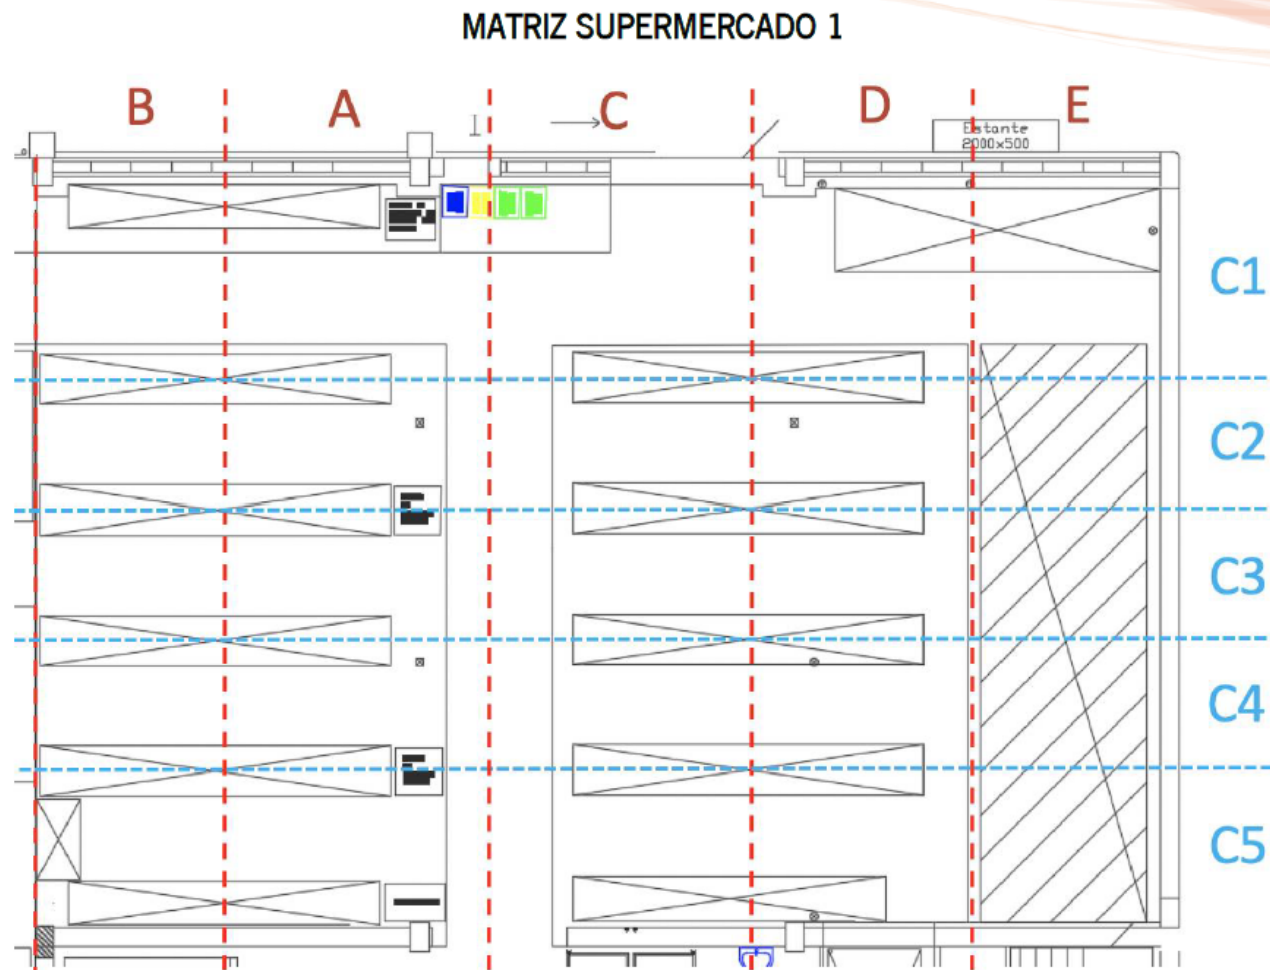 MATRIZ SUPERMERCADO 1
B A C D E
Estante
2000x500
C1
C2
C3
C4
C5